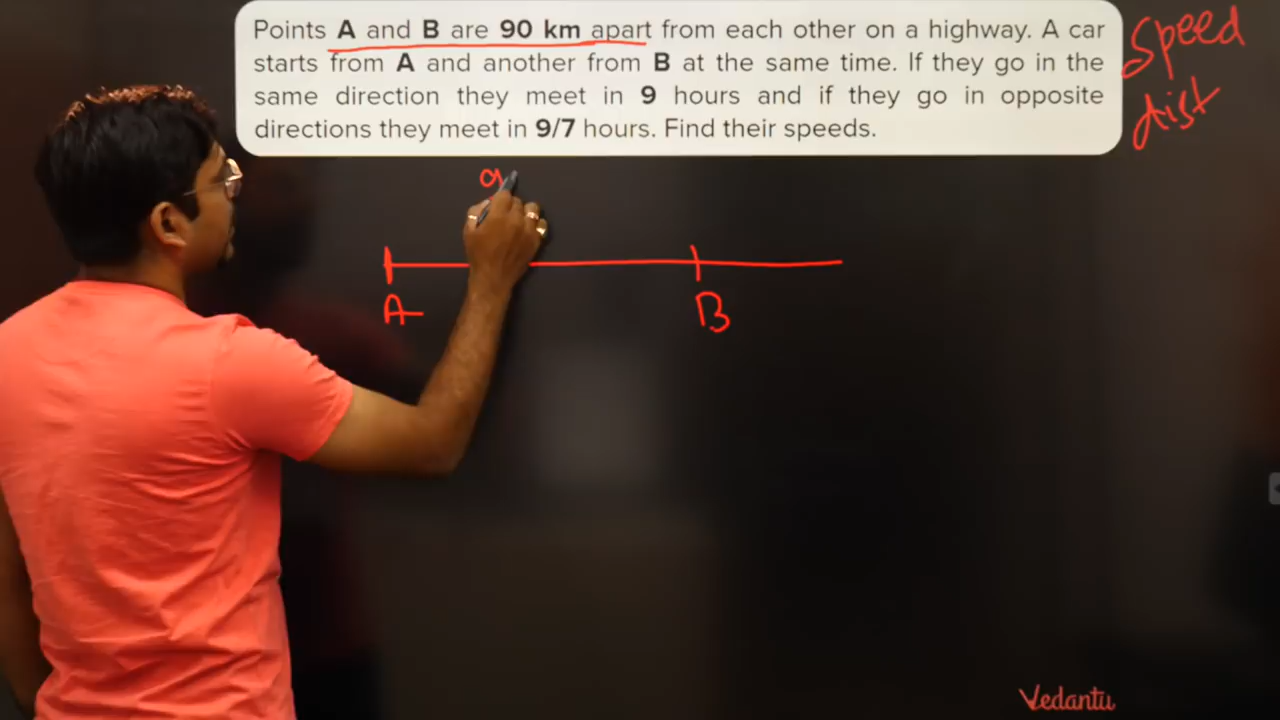 Points A and B are 90 km apart from each other on a highway. A car
starts from A and another from B at the same time. If they go in the
same direction they meet in 9 hours and if they go in opposite
directions they meet in 9/7 hours. Find their speeds.
Speed
dist
9
A
B
Vedantu